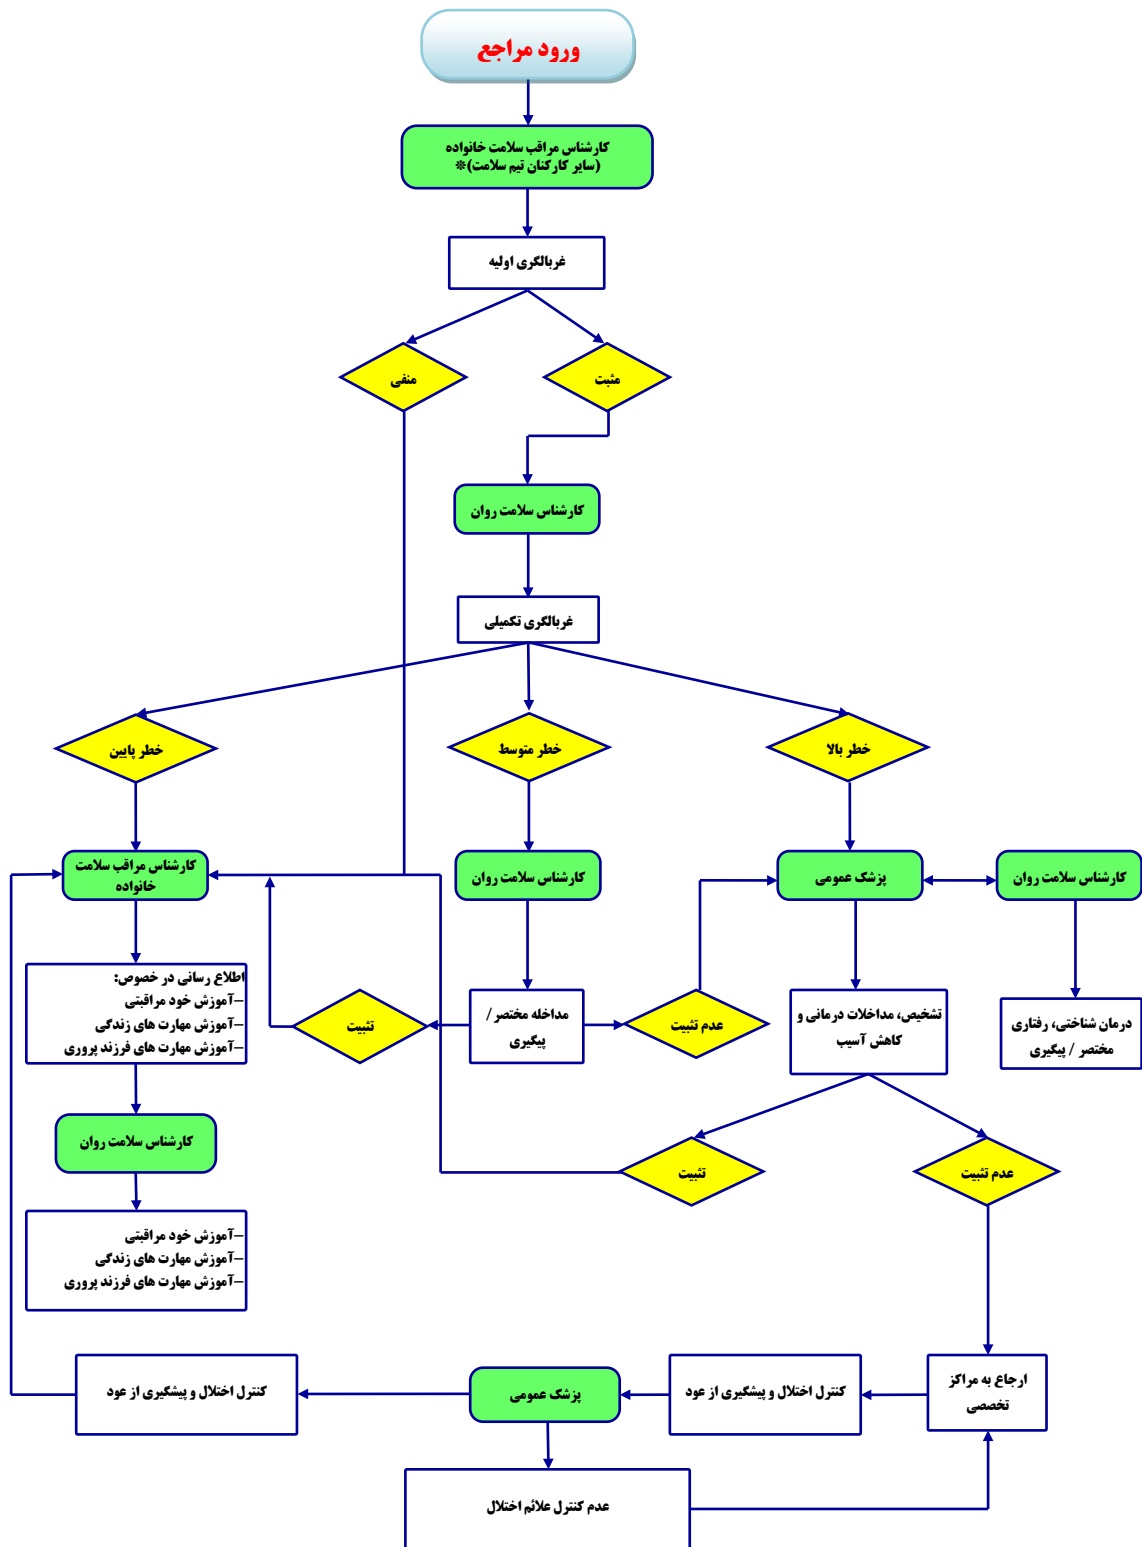 ورود مراجع
کارشناس مراقب سلامت خانواده
(سایر کارکنان تیم سلامت)*
غربالگری اولیه
مثبت
منفی
کارشناس سلامت روان
غربالگری تکمیلی
خطر بالا
خطر متوسط
خطر پایین
کارشناس سلامت روان
پزشک عمومی
کارشناس سلامت روان
کارشناس مراقب سلامت
خانواده
درمان شناختی، رفتاری
مختصر / پیگیری
تشخیص، مداخلات درمانی و
کاهش آسیب
عدم تثبیت
مداخله مختصر/
پیگیری
تثبیت
اطلاع رسانی در خصوص:
-آموزش خود مراقبتی
-آموزش مهارت های زندگی
-آموزش مهارت های فرزند پروری
عدم تثبیت
تثبیت
کارشناس سلامت روان
-آموزش خود مراقبتی
-آموزش مهارت های زندگی
-آموزش مهارت های فرزند پروری
ارجاع به مراکز
تخصصی
کنترل اختلال و پیشگیری از عود
پزشک عمومی
کنترل اختلال و پیشگیری از عود
عدم کنترل علائم اختلال